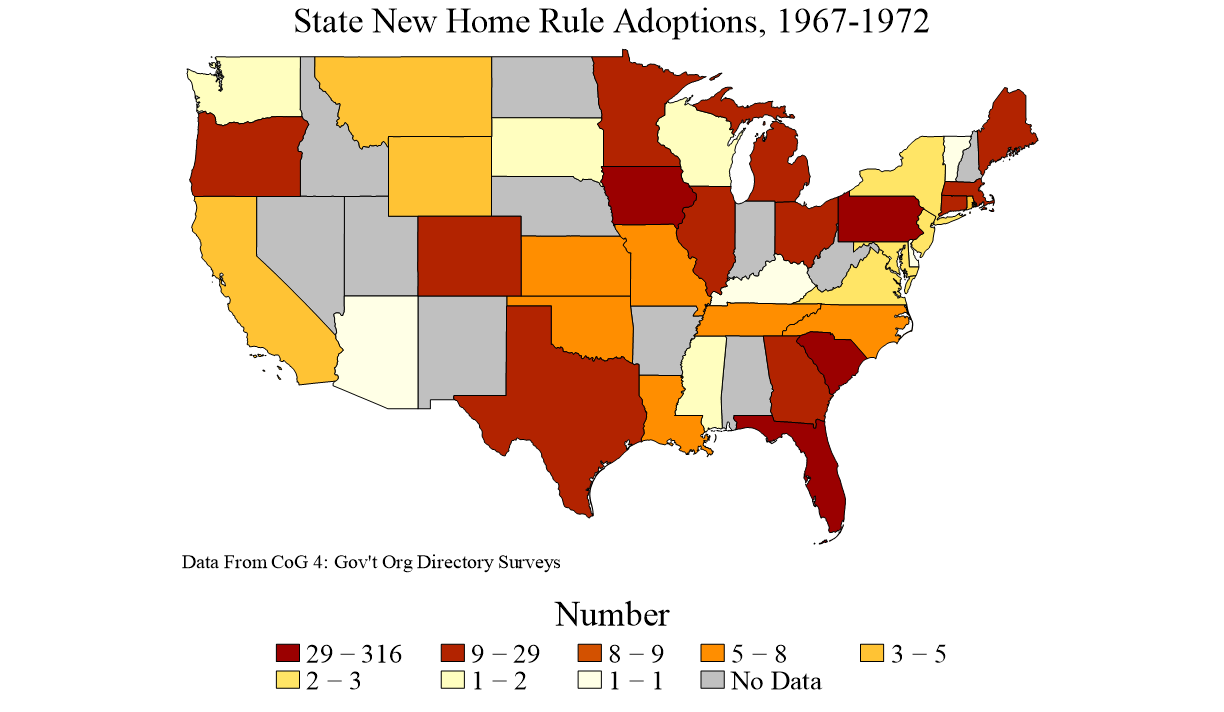 State New Home Rule Adoptions, 1967-1972
Data From CoG 4: Gov't Org Directory Surveys
Number
29 − 316 9 − 29 8 − 9 5 − 8 3 − 5
2 − 3 1 − 2 1 − 1 No Data